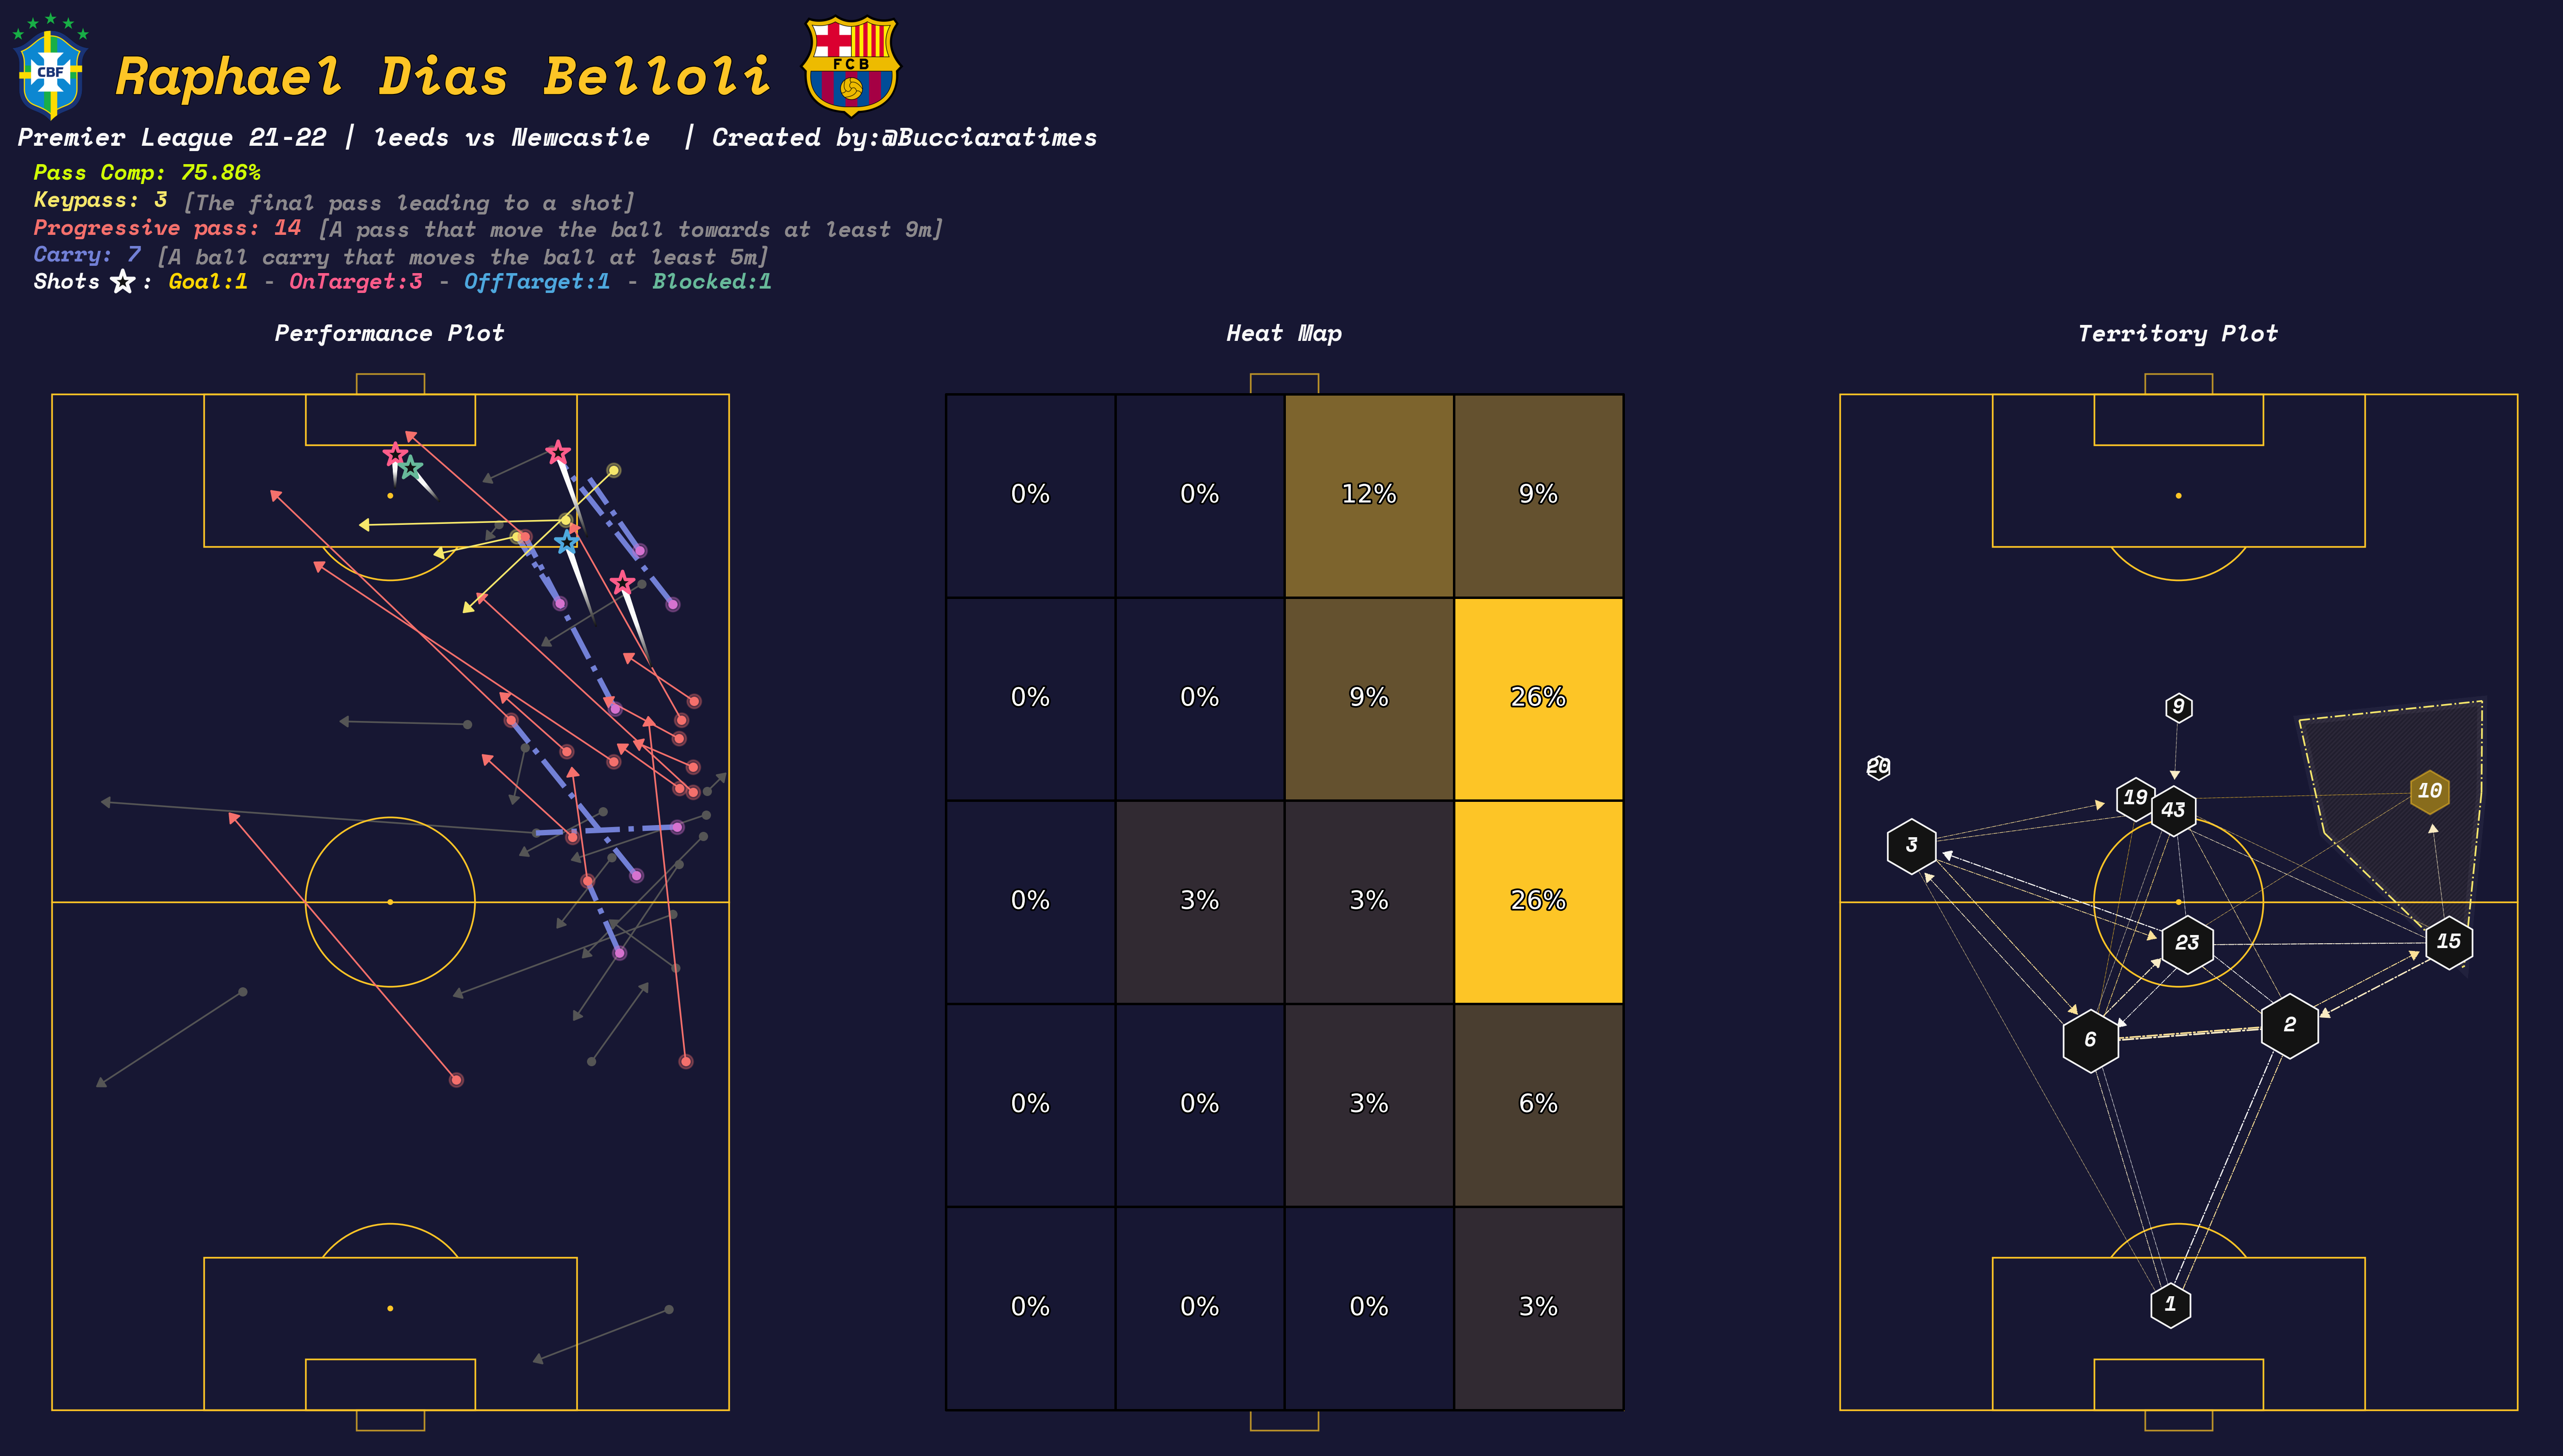 CBF
Raphael Dias Belloli
FCB
Premier League 21-22 | leeds vs Newcastle | Created by:@Bucciaratimes
Pass Comp: 75.86%
Keypass: 3 [The final pass leading to a shot]
Progressive pass: 14 [A pass that move the ball towards at least 9m]
Carry: 7 [A ball carry that moves the ball at least 5m]
Shots : Goal:1 - OnTarget:3 - OffTarget:1 - Blocked:1
Performance Plot
Heat Map
Territory Plot
0% 0% 12% 9%
0% 0% 9% 26%
0% 3% 3% 26%
0% 0% 3% 6%
0% 0% 0% 3%
9
20
19
43
10
3
23
15
6
2
1